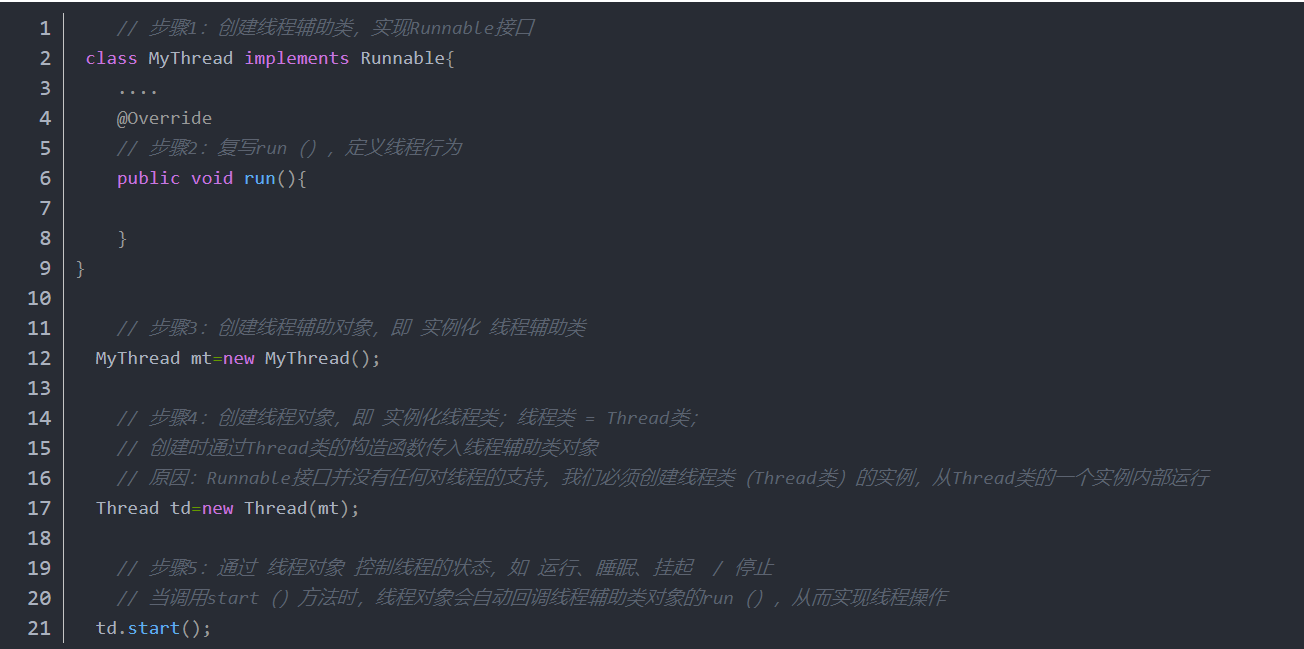 1 // 步骤1：创建线程辅助类，实现Runnable接口
2 class MyThread implements Runnable{
3 ....
4 @Override
5 // 步骤2：复写run（），定义线程行为
6 public void run(){
7
8 }
9 }
10
11 // 步骤3：创建线程辅助对象，即 实例化 线程辅助类
12 MyThread mt=new MyThread();
13
14 // 步骤4：创建线程对象，即 实例化线程类；线程类 = Thread类；
15 // 创建时通过Thread类的构造函数传入线程辅助类对象
16 // 原因：Runnable接口并没有任何对线程的支持，我们必须创建线程类（Thread类）的实例，从Thread类的一个实例内部运行
17 Thread td=new Thread(mt);
18
19 // 步骤5：通过 线程对象 控制线程的状态，如 运行、睡眠、挂起 / 停止
20 // 当调用start（）方法时，线程对象会自动回调线程辅助类对象的run（），从而实现线程操作
21 td.start();